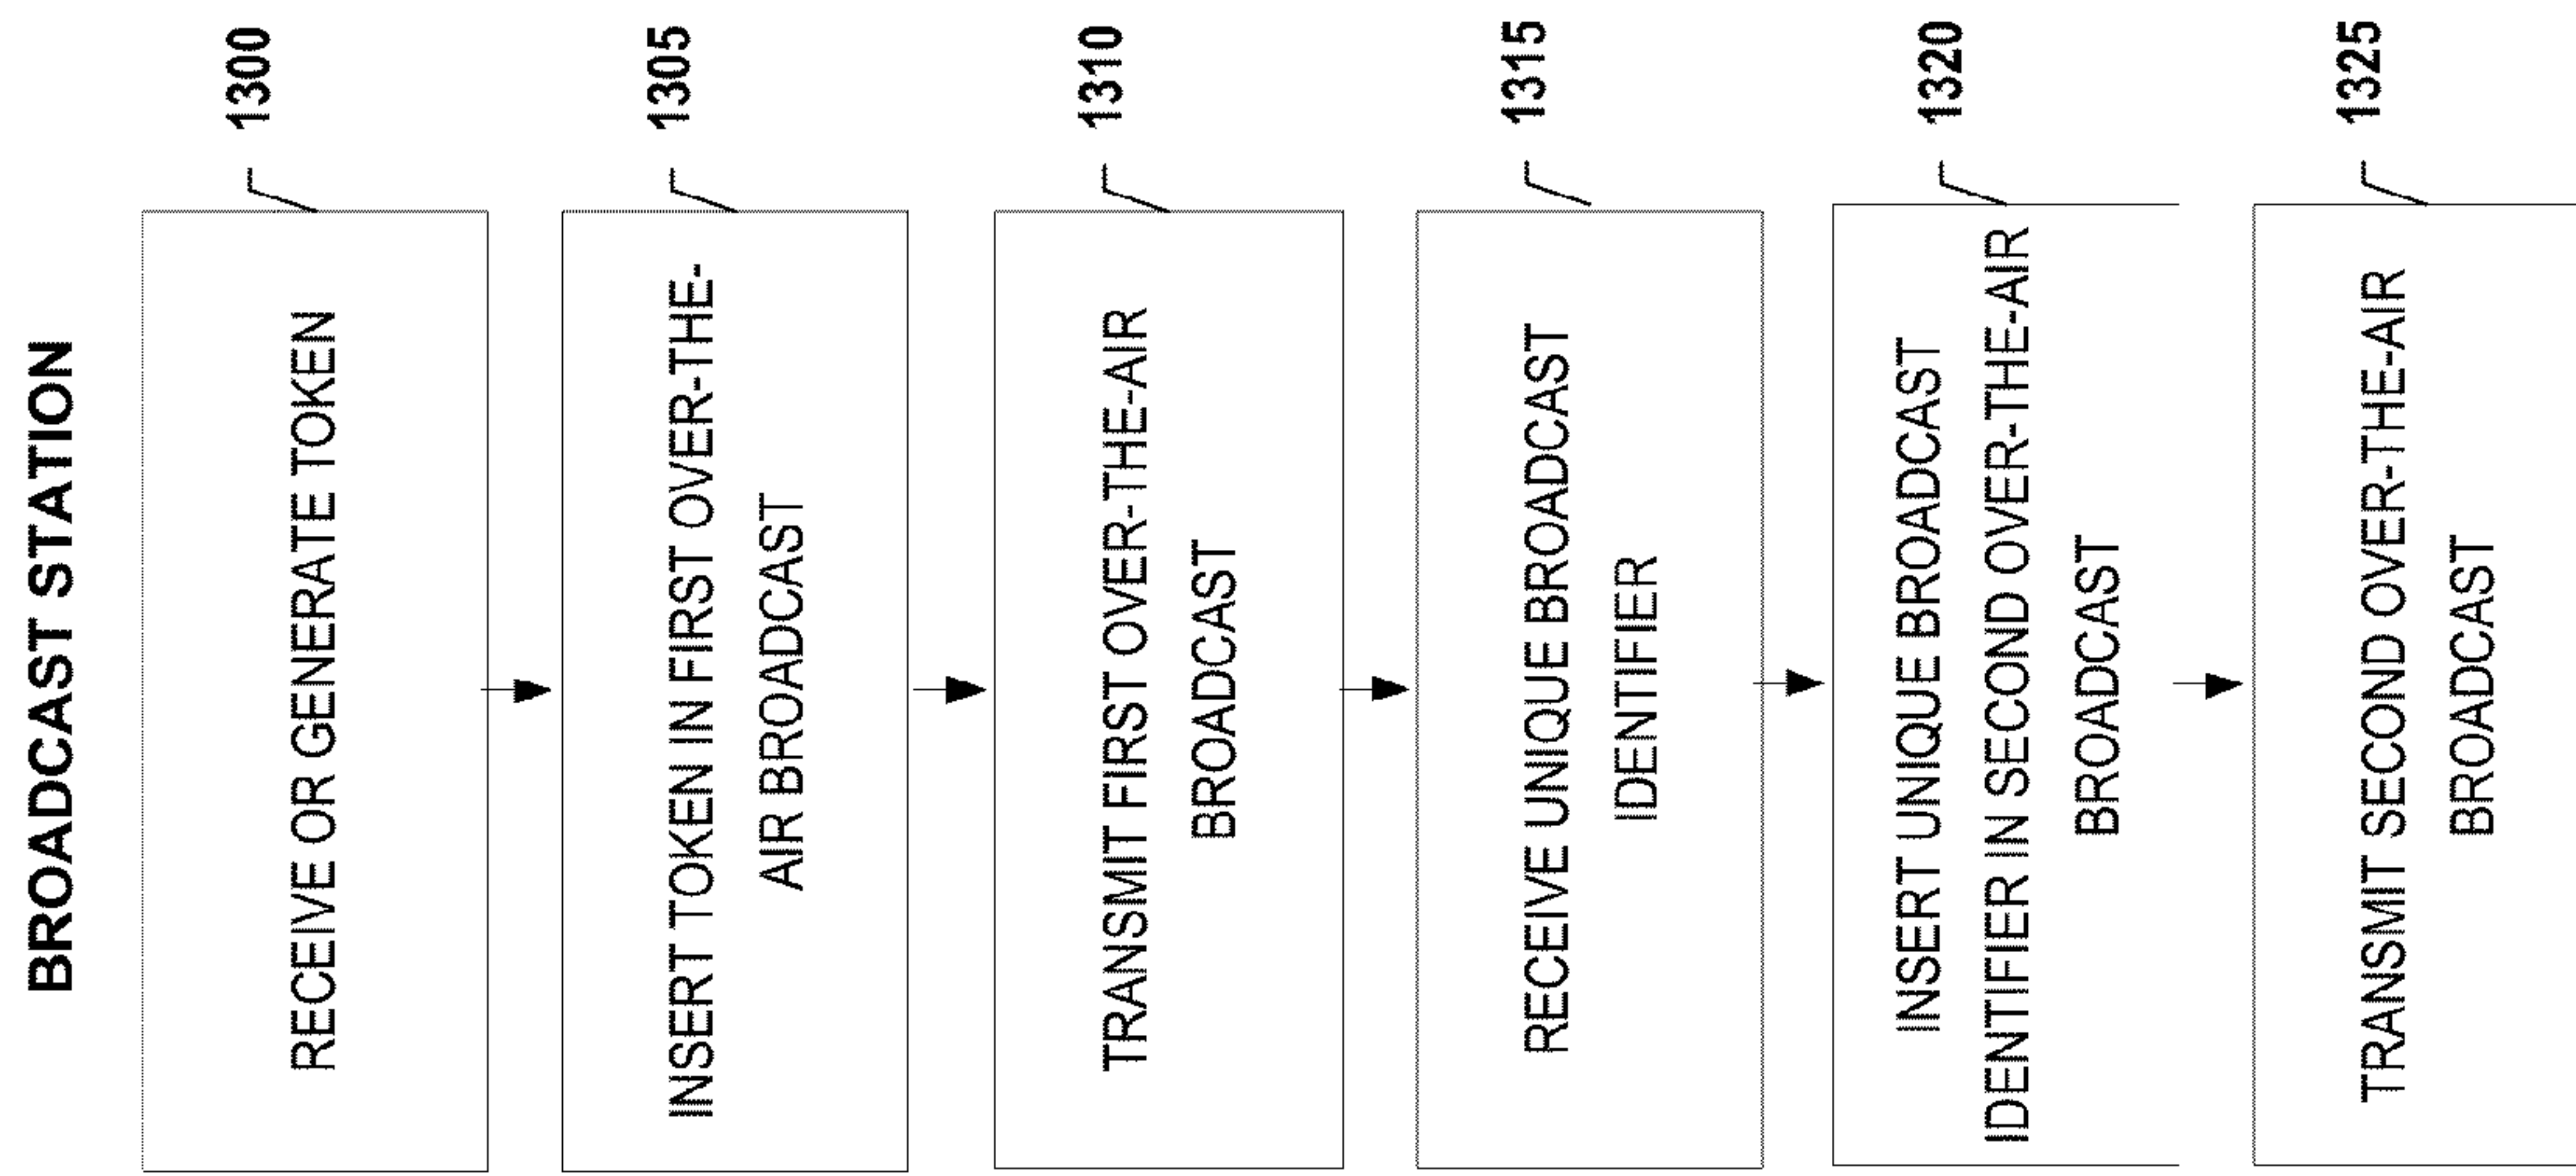 BROADCAST STATION
RECEIVE OR GENERATE TOKEN
1300
INSERT TOKEN IN FIRST OVER-THE-
AIR BROADCAST
1305
TRANSMIT FIRST OVER-THE-AIR
BROADCAST
1310
RECEIVE UNIQUE BROADCAST
IDENTIFIER
1315
INSERT UNIQUE BROADCAST
IDENTIFIER IN SECOND OVER-THE-AIR
BROADCAST
1320
TRANSMIT SECOND OVER-THE-AIR
BROADCAST
1325